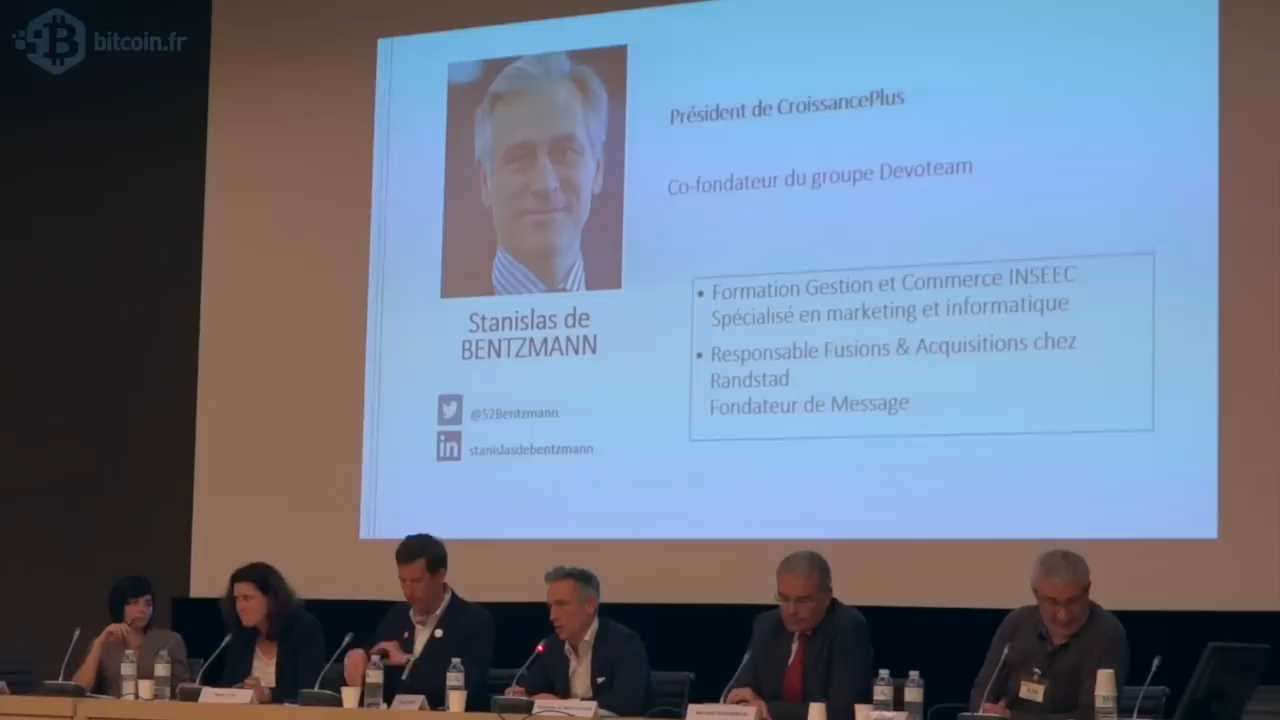 bitcoin.fr
Président de CroissancePlus
Co-fondateur du groupe Devoteam
• Formation Gestion et Commerce INSEEC
Spécialisé en marketing et informatique
• Responsable Fusions & Acquisitions chez
Randstad
Fondateur de Message
Stanislas de
BENTZMANN
@S2Bentzmann
in stanislasdebentzmann